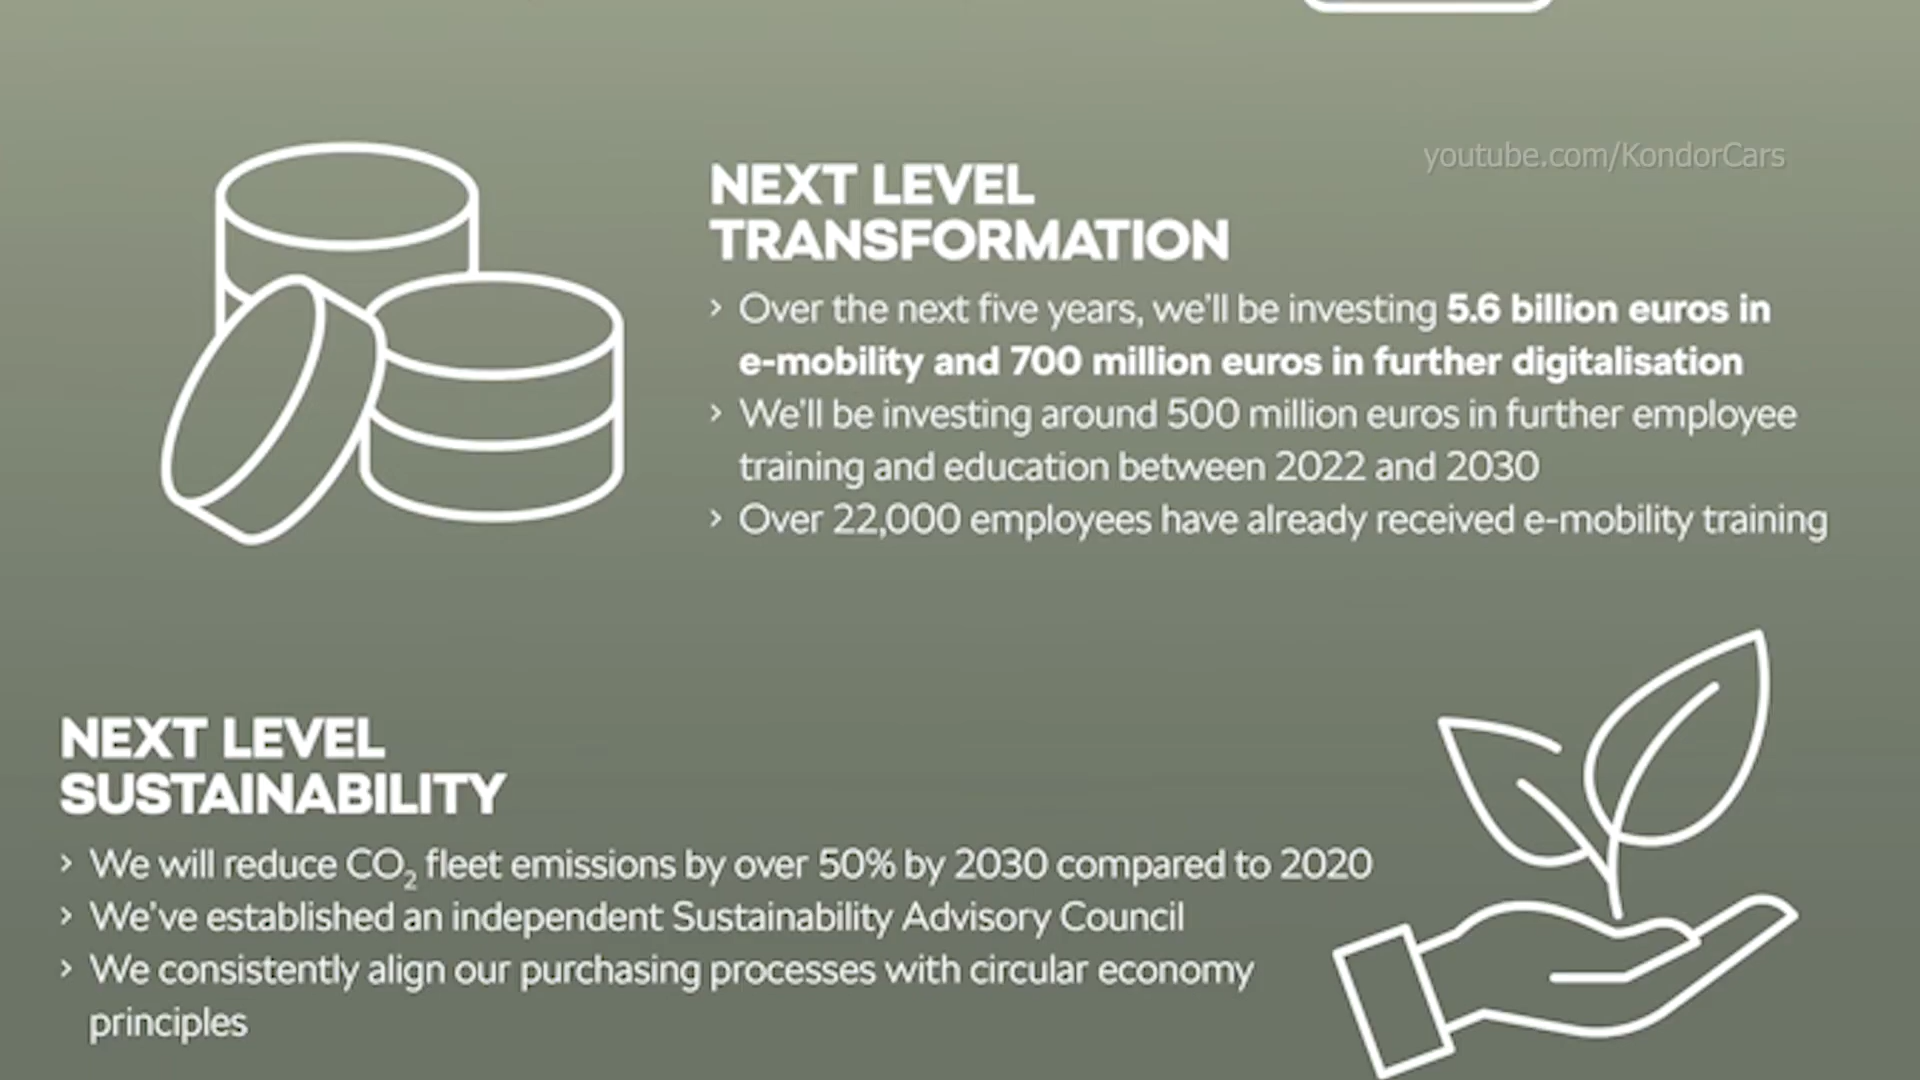 youtube.com/KondorCars
NEXT LEVEL
TRANSFORMATION
› Over the next five years, we'll be investing 5.6 billion euros in
e-mobility and 700 million euros in further digitalisation
› We'll be investing around 500 million euros in further employee
training and education between 2022 and 2030
› Over 22,000 employees have already received e-mobility training
NEXT LEVEL
SUSTAINABILITY
› We will reduce CO₂ fleet emissions by over 50% by 2030 compared to 2020
› We've established an independent Sustainability Advisory Council
› We consistently align our purchasing processes with circular economy
principles